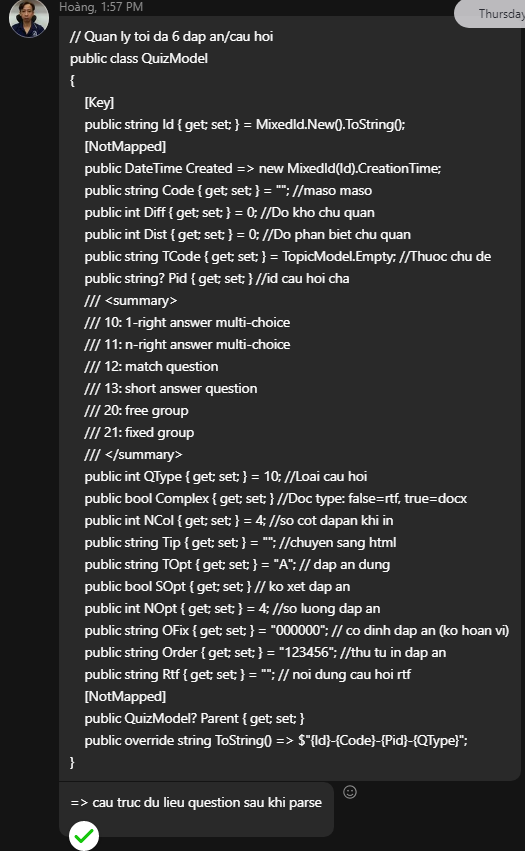 Hoàng, 1:57 PM
Thursday
// Quan ly toi da 6 dap an/cau hoi
public class QuizModel
{
[Key]
public string Id { get; set; } = MixedId.New().ToString();
[NotMapped]
public DateTime Created => new MixedId(Id).CreationTime;
public string Code { get; set; } = ""; //maso maso
public int Diff { get; set; } = 0; //Do kho chu quan
public int Dist { get; set; } = 0; //Do phan biet chu quan
public string TCode { get; set; } = TopicModel.Empty; //Thuoc chu de
public string? Pid { get; set; } //id cau hoi cha
/// <summary>
/// 10: 1-right answer multi-choice
/// 11: n-right answer multi-choice
/// 12: match question
/// 13: short answer question
/// 20: free group
/// 21: fixed group
/// </summary>
public int QType { get; set; } = 10; //Loai cau hoi
public bool Complex { get; set; } //Doc type: false=rtf, true=docx
public int NCol { get; set; } = 4; //so cot dapan khi in
public string Tip { get; set; } = ""; //chuyen sang html
public string TOpt { get; set; } = "A"; // dap an dung
public bool SOpt { get; set; } // ko xet dap an
public int NOpt { get; set; } = 4; //so luong dap an
public string OFix { get; set; } = "000000"; // co dinh dap an (ko hoan vi)
public string Order { get; set; } = "123456"; //thu tu in dap an
public string Rtf { get; set; } = ""; // noi dung cau hoi rtf
[NotMapped]
public QuizModel? Parent { get; set; }
public override string ToString() => $"{Id}-{Code}-{Pid}-{QType}";
}
=> cau truc du lieu question sau khi parse